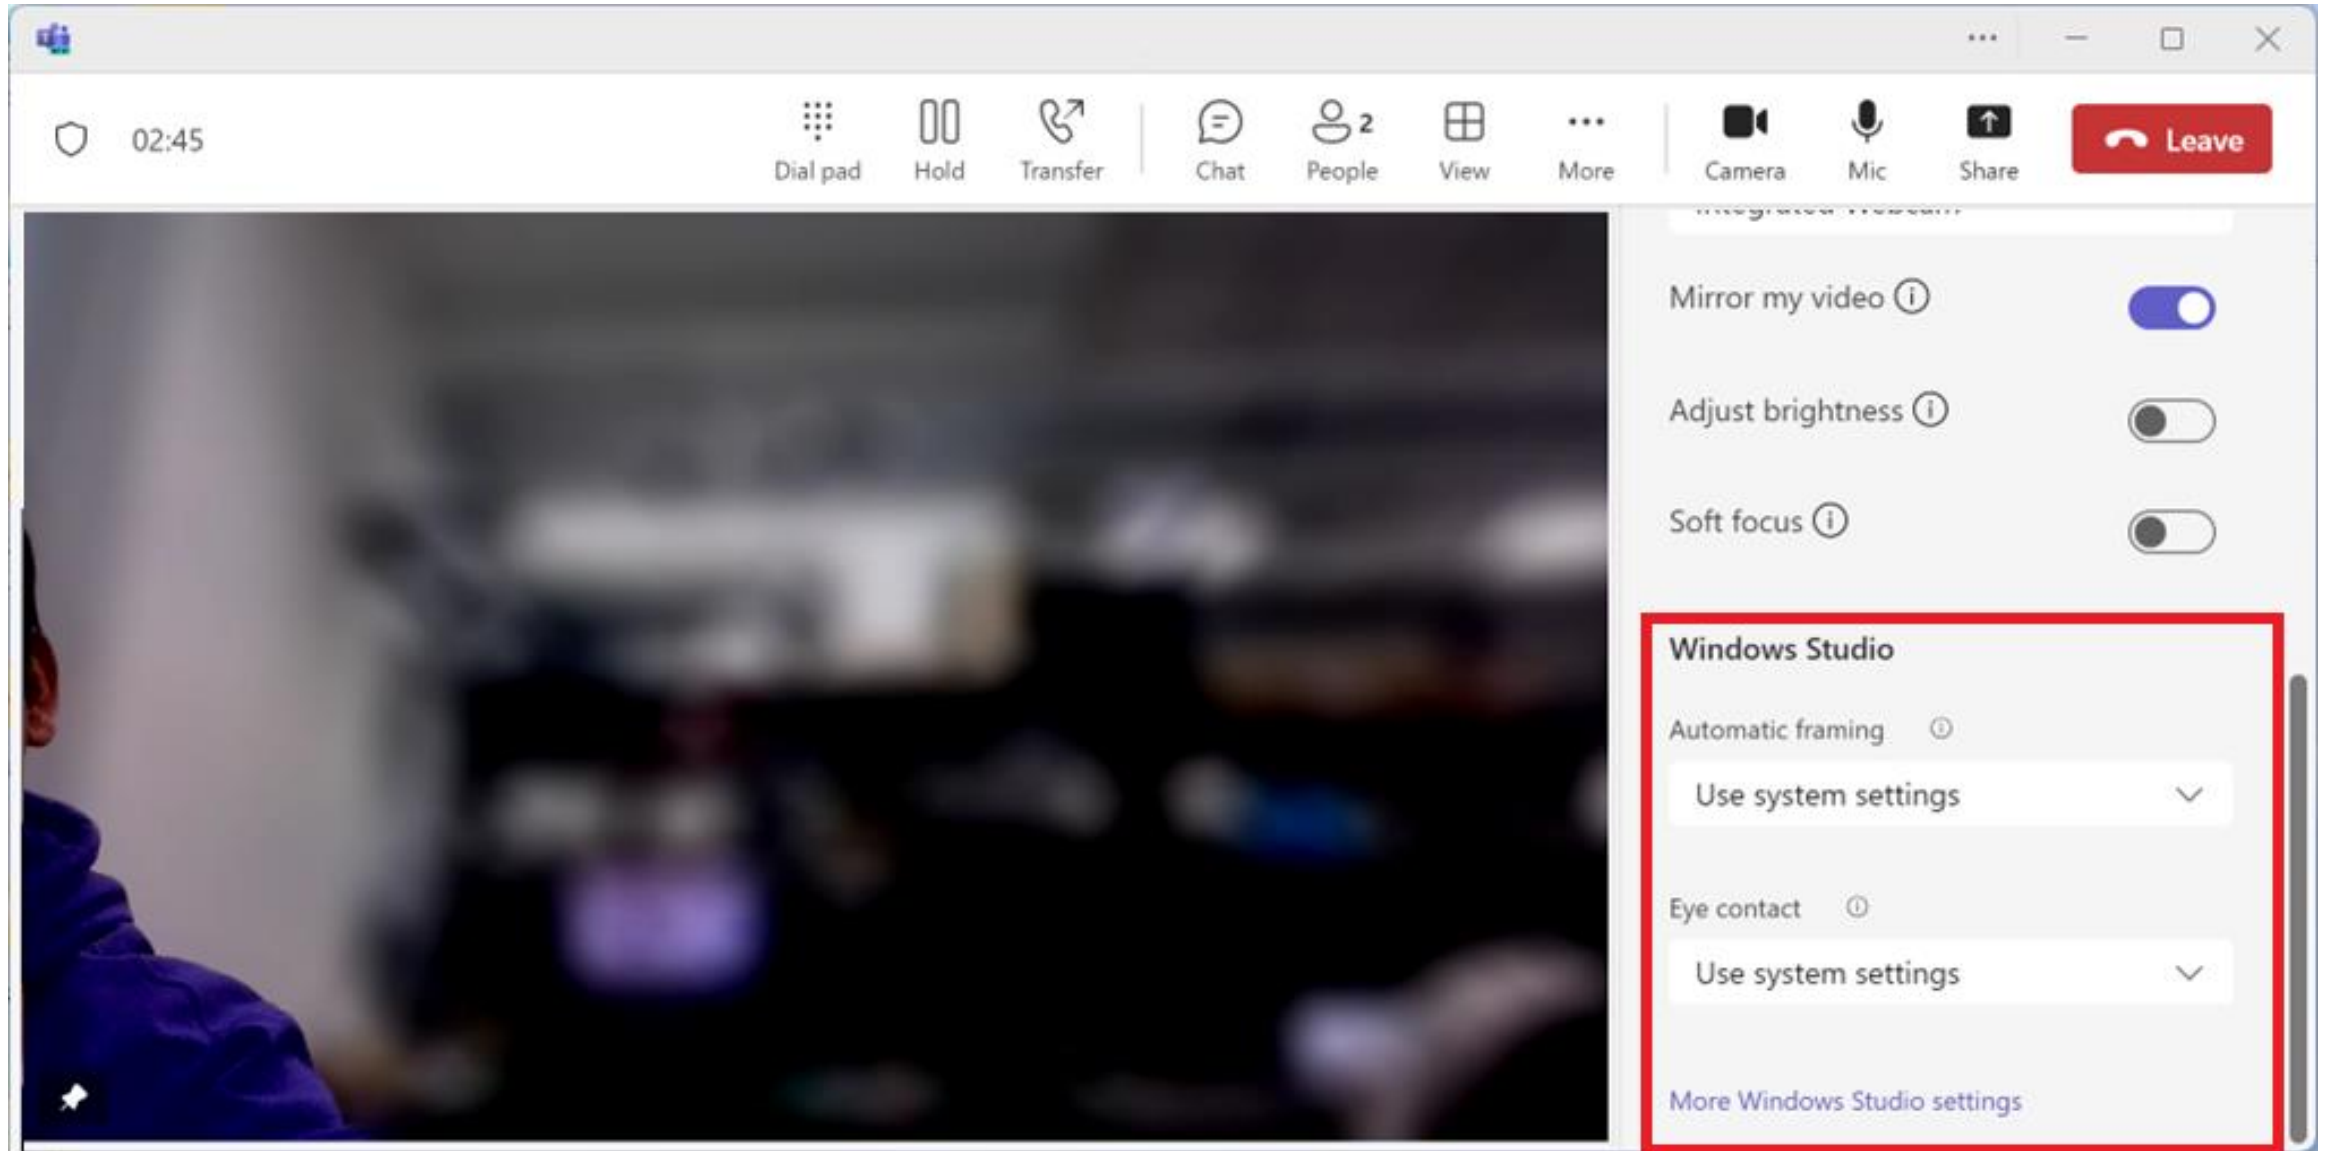 02:45
Dial pad
Hold
Transfer
Chat
2
People
View
More
Camera
Mic
Share
Leave
Integrated Webcam
Mirror my video
Adjust brightness
Soft focus
Windows Studio
Automatic framing
Use system settings
Eye contact
Use system settings
More Windows Studio settings